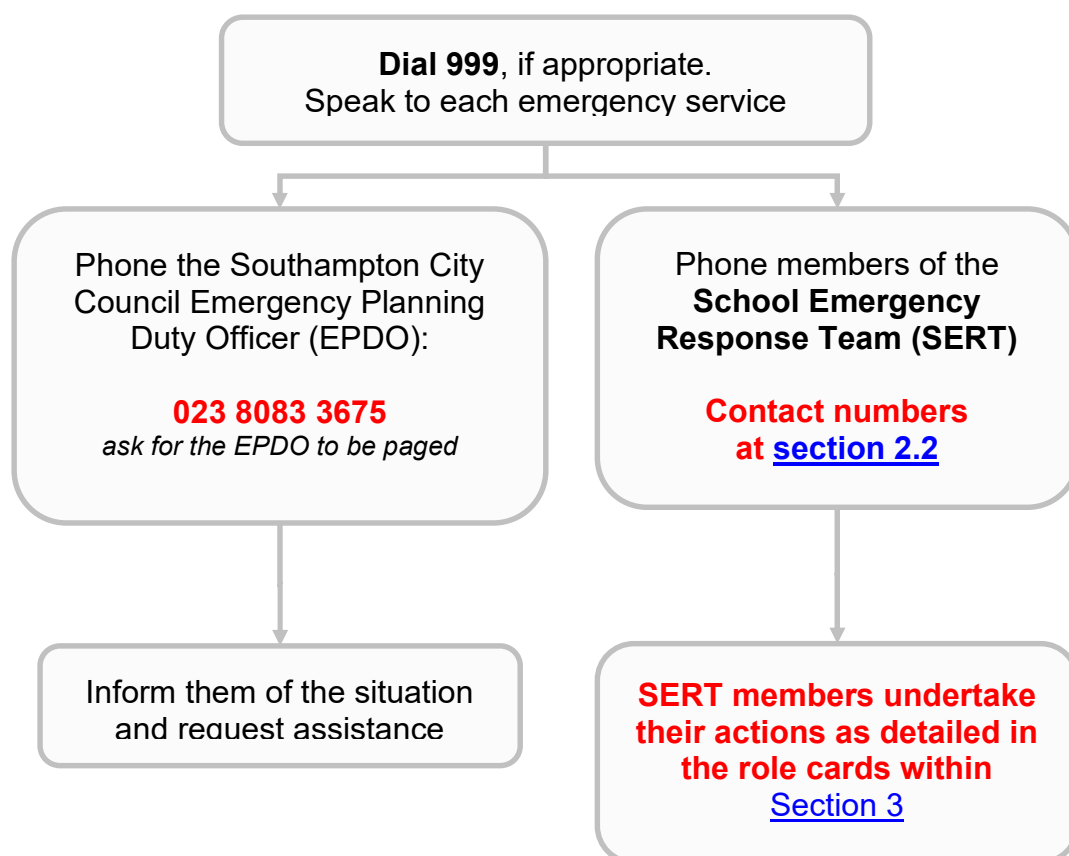 Dial 999, if appropriate.
Speak to each emergency service
Phone the Southampton City
Council Emergency Planning
Duty Officer (EPDO):
023 8083 3675
ask for the EPDO to be paged
Phone members of the
School Emergency
Response Team (SERT)
Contact numbers
at section 2.2
Inform them of the situation
and request assistance
SERT members undertake
their actions as detailed in
the role cards within
Section 3